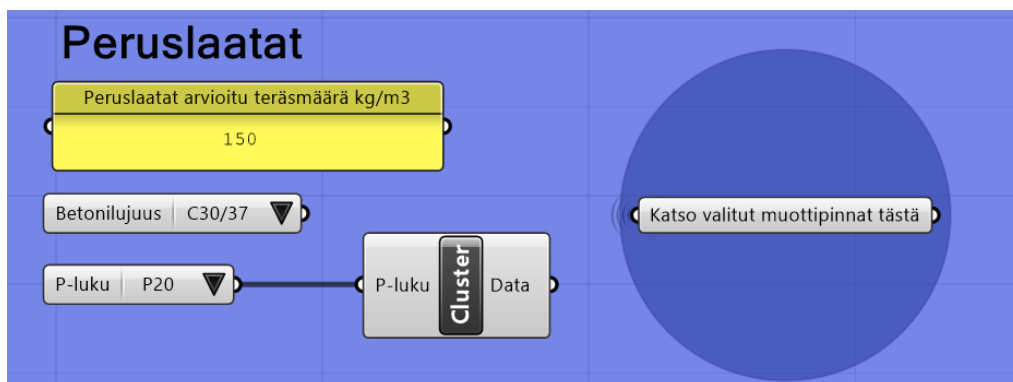 Peruslaatat
Peruslaatat arvioitu teräsmäärä kg/m3
150
Betonilujuus C30/37
Katso valitut muottipinnat tästä
P-luku P20
P-luku Cluster Data